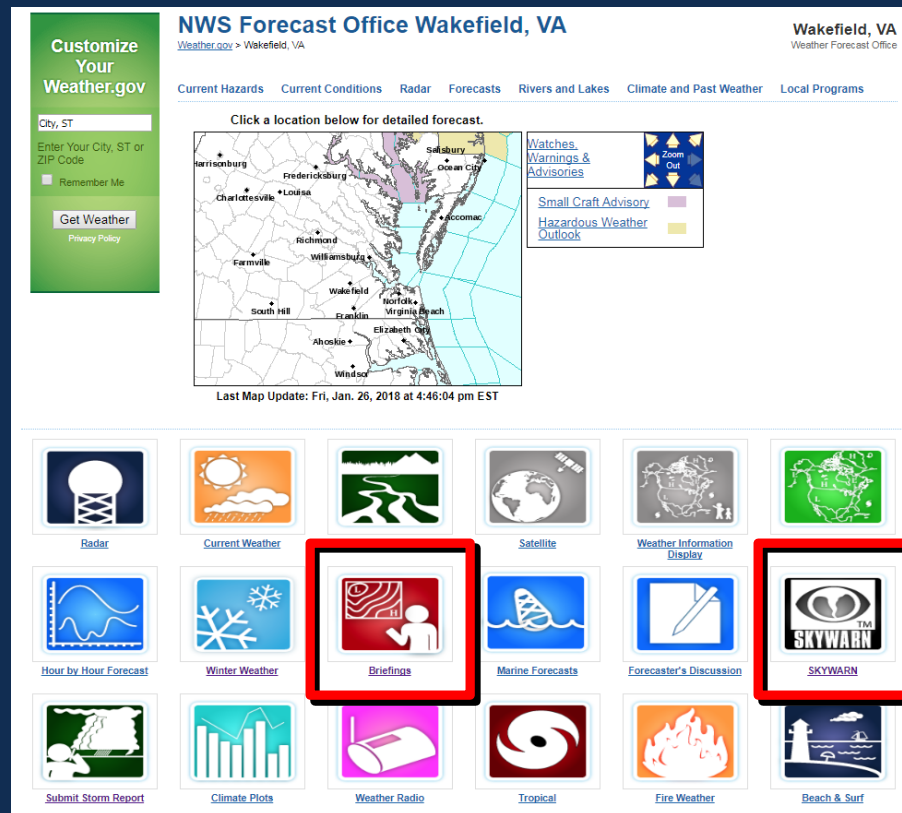 Customize
Your
Weather.gov
City, ST
Enter Your City, ST or
ZIP Code
Remember Me
Get Weather
Privacy Policy
NWS Forecast Office Wakefield, VA
Weather.gov > Wakefield, VA
Wakefield, VA
Weather Forecast Office
Current Hazards Current Conditions Radar Forecasts Rivers and Lakes Climate and Past Weather Local Programs
Click a location below for detailed forecast.
Salisbury
Harrisonburg
Ocean City
Fredericksburg
Charlottesville
Louisa
Accomac
Richmond
Williamsburg
Farmville
Wakefield
Norfolk
South Hill
Franklin
Virginia Beach
Elizabeth City
Ahoskie
Windsor
Last Map Update: Fri, Jan. 26, 2018 at 4:46:04 pm EST
Watches,
Warnings &
Advisories
Zoom
Out
Small Craft Advisory
Hazardous Weather
Outlook
Radar
Current Weather
Satellite
Weather Information
Display
L
H
TM
SKYWARN
Hour by Hour Forecast
Winter Weather
Briefings
Marine Forecasts
Forecaster's Discussion
SKYWARN
Submit Storm Report
Climate Plots
Weather Radio
Tropical
Fire Weather
Beach & Surf